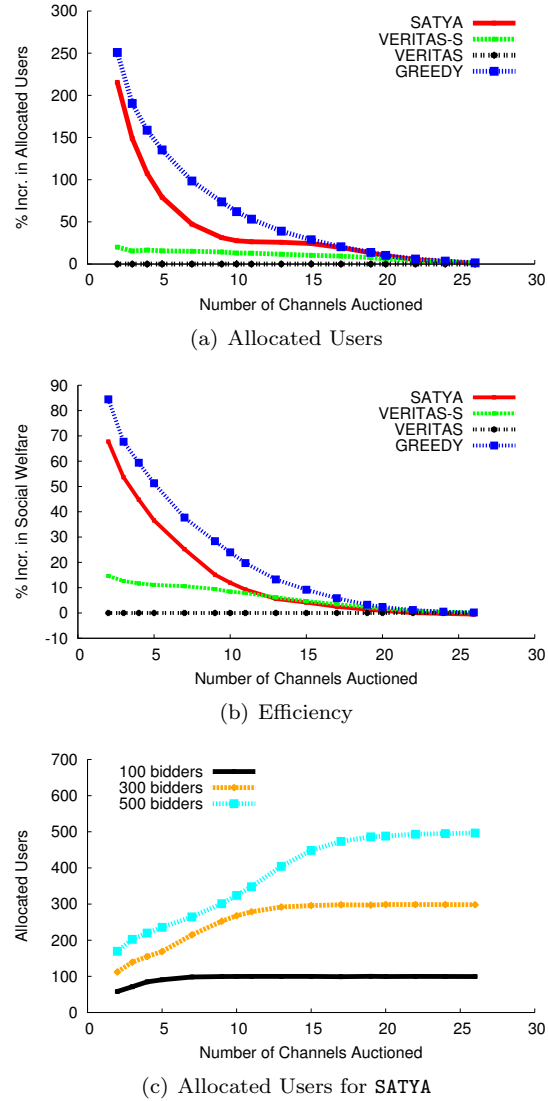 300
250
200
150
100
50
0
% Incr. in Allocated Users
SATYA
VERITAS-S
VERITAS
GREEDY
0 5 10 15 20 25 30
Number of Channels Auctioned
(a) Allocated Users
90
80
70
60
50
40
30
20
10
0
-10
% Incr. in Social Welfare
SATYA
VERITAS-S
VERITAS
GREEDY
5 10 15 20 25 30
Number of Channels Auctioned
(b) Efficiency
700
600
500
400
300
200
100
0
Allocated Users
100 bidders
300 bidders
500 bidders
0 5 10 15 20 25 30
Number of Channels Auctioned
(c) Allocated Users for SATYA